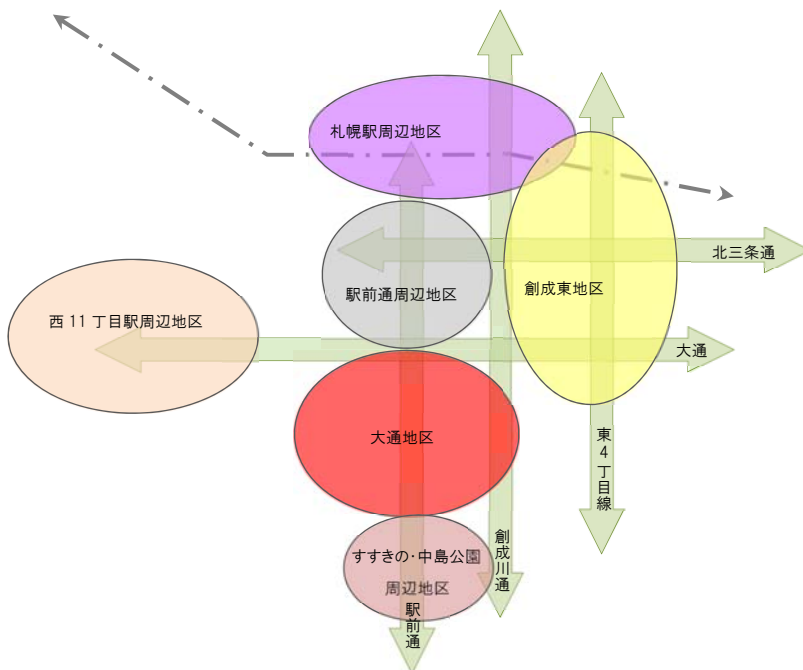 札幌駅周辺地区
北三条通
駅前通周辺地区
創成東地区
西 11 丁目駅周辺地区
大通
大通地区
東4丁目線
すすきの・中島公園
周辺地区
創成川通
駅前通